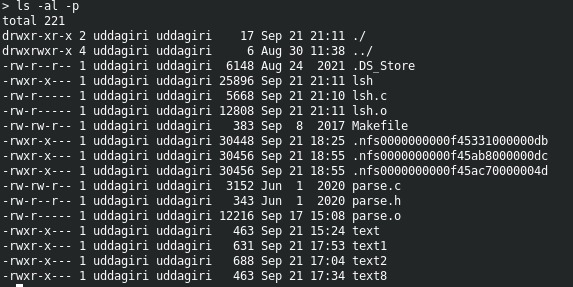 > ls -al -p
total 221
drwxr-xr-x 2 uddagiri uddagiri    17 Sep 21 21:11 ./
drwxrwxr-x 4 uddagiri uddagiri     6 Aug 30 11:38 ../
-rw-r--r-- 1 uddagiri uddagiri  6148 Aug 24  2021 .DS_Store
-rwxr-x--- 1 uddagiri uddagiri 25896 Sep 21 21:11 lsh
-rw-r----- 1 uddagiri uddagiri  5668 Sep 21 21:10 lsh.c
-rw-r----- 1 uddagiri uddagiri 12808 Sep 21 21:11 lsh.o
-rw-rw-r-- 1 uddagiri uddagiri   383 Sep  8  2017 Makefile
-rwxr-x--- 1 uddagiri uddagiri 30448 Sep 21 18:25 .nfs0000000000f45331000000db
-rwxr-x--- 1 uddagiri uddagiri 30456 Sep 21 18:55 .nfs0000000000f45ab8000000dc
-rwxr-x--- 1 uddagiri uddagiri 30456 Sep 21 18:55 .nfs0000000000f45ac70000004d
-rw-rw-r-- 1 uddagiri uddagiri  3152 Jun  1  2020 parse.c
-rw-rw-r-- 1 uddagiri uddagiri   343 Jun  1  2020 parse.h
-rw-r----- 1 uddagiri uddagiri 12216 Sep 17 15:08 parse.o
-rwxr-x--- 1 uddagiri uddagiri   463 Sep 21 15:24 text
-rwxr-x--- 1 uddagiri uddagiri   631 Sep 21 17:53 text1
-rwxr-x--- 1 uddagiri uddagiri   688 Sep 21 17:04 text2
-rwxr-x--- 1 uddagiri uddagiri   463 Sep 21 17:34 text8